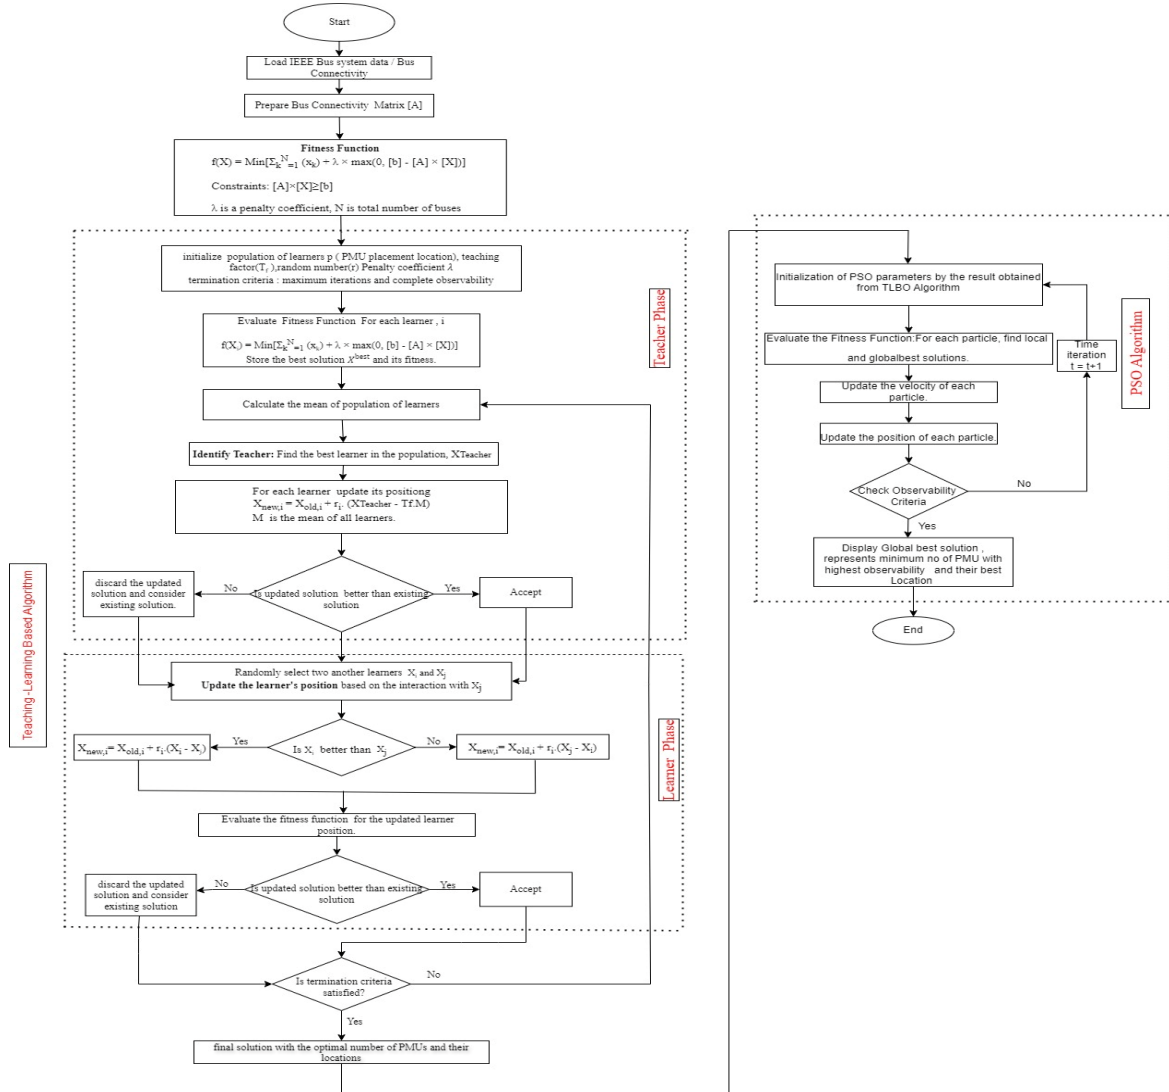 Start
Load IEEE Bus system data / Bus
Connectivity
Prepare Bus Connectivity Matrix [A]
Fitness Function
f(X) = Min[Σₖᴺ₌₁ (xₖ) + λ × max(0, [b] - [A] × [X])]
Constraints: [A]×[X]≥[b]
λ is a penalty coefficient, N is total number of buses
initialize population of learners p ( PMU placement location), teaching
factor(T_f ),random number(r) Penalty coefficient λ
termination criteria : maximum iterations and complete observability
Evaluate Fitness Function For each learner , i
f(Xᵢ) = Min[Σₖᴺ₌₁ (xₖ) + λ × max(0, [b] - [A] × [X])]
Store the best solution X^best and its fitness.
Calculate the mean of population of learners
Identify Teacher: Find the best learner in the population, XTeacher
For each learner update its positiong
X_new,i = X_old,i + rᵢ. (XTeacher - Tf.M)
M is the mean of all learners.
Is updated solution better than existing
solution
No
Yes
discard the updated
solution and consider
existing solution.
Accept
Teacher Phase
Teaching -Learning Based Algorithm
Randomly select two another learners Xᵢ and Xⱼ
Update the learner's position based on the interaction with Xⱼ
Is Xᵢ better than Xⱼ
Yes
No
X_new,i= X_old,i + rᵢ.(Xᵢ - Xⱼ)
X_new,i= X_old,i + rᵢ.(Xⱼ - Xᵢ)
Evaluate the fitness function for the updated learner
position.
Is updated solution better than existing
solution
No
Yes
discard the updated
solution and consider
existing solution
Accept
Learner Phase
Is termination criteria
satisfied?
No
Yes
final solution with the optimal number of PMUs and their
locations
Initialization of PSO parameters by the result obtained
from TLBO Algorithm
Evaluate the Fitness Function:For each particle, find local
and globalbest solutions.
Time
iteration
t = t+1
Update the velocity of each
particle.
Update the position of each particle.
Check Observability
Criteria
No
Yes
Display Global best solution ,
represents minimum no of PMU with
highest observability and their best
Location
End
PSO Algorithm